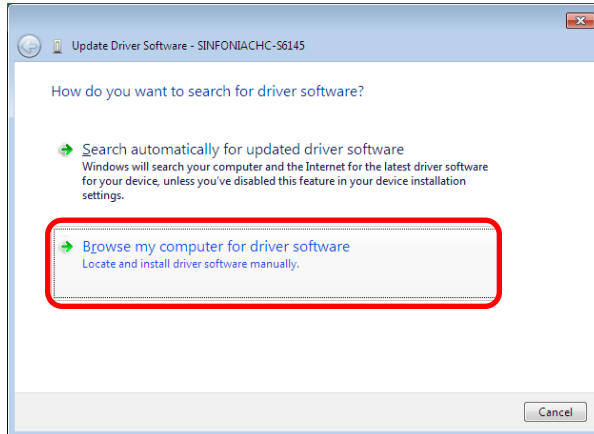 Update Driver Software - SINFONIACHC-S6145
How do you want to search for driver software?
Search automatically for updated driver software
Windows will search your computer and the Internet for the latest driver software
for your device, unless you've disabled this feature in your device installation
settings.
Browse my computer for driver software
Locate and install driver software manually.
Cancel